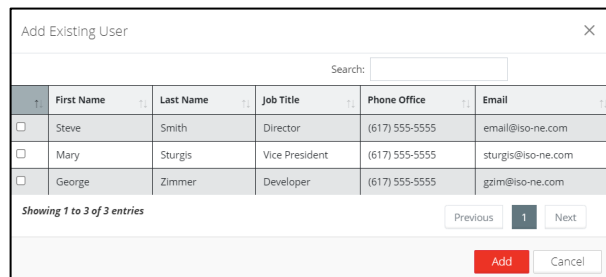 Add Existing User
Search:
First Name Last Name Job Title Phone Office Email
Steve Smith Director (617) 555-5555 email@iso-ne.com
Mary Sturgis Vice President (617) 555-5555 sturgis@iso-ne.com
George Zimmer Developer (617) 555-5555 gzim@iso-ne.com
Showing 1 to 3 of 3 entries Previous 1 Next
Add Cancel